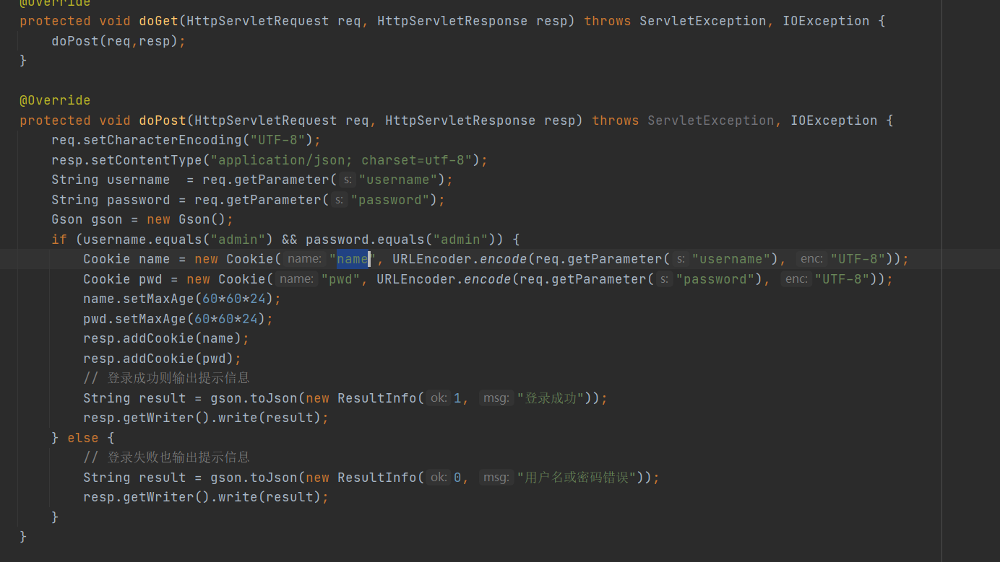 @Override
protected void doGet(HttpServletRequest req, HttpServletResponse resp) throws ServletException, IOException {
doPost(req,resp);
}
@Override
protected void doPost(HttpServletRequest req, HttpServletResponse resp) throws ServletException, IOException {
req.setCharacterEncoding("UTF-8");
resp.setContentType("application/json; charset=utf-8");
String username  = req.getParameter( s: "username");
String password = req.getParameter( s: "password");
Gson gson = new Gson();
if (username.equals("admin") && password.equals("admin")) {
Cookie name = new Cookie( name: "name", URLEncoder.encode(req.getParameter( s: "username"), enc: "UTF-8"));
Cookie pwd = new Cookie( name: "pwd", URLEncoder.encode(req.getParameter( s: "password"), enc: "UTF-8"));
name.setMaxAge(60*60*24);
pwd.setMaxAge(60*60*24);
resp.addCookie(name);
resp.addCookie(pwd);
// 登录成功则输出提示信息
String result = gson.toJson(new ResultInfo( ok: 1, msg: "登录成功"));
resp.getWriter().write(result);
} else {
// 登录失败也输出提示信息
String result = gson.toJson(new ResultInfo( ok: 0, msg: "用户名或密码错误"));
resp.getWriter().write(result);
}
}